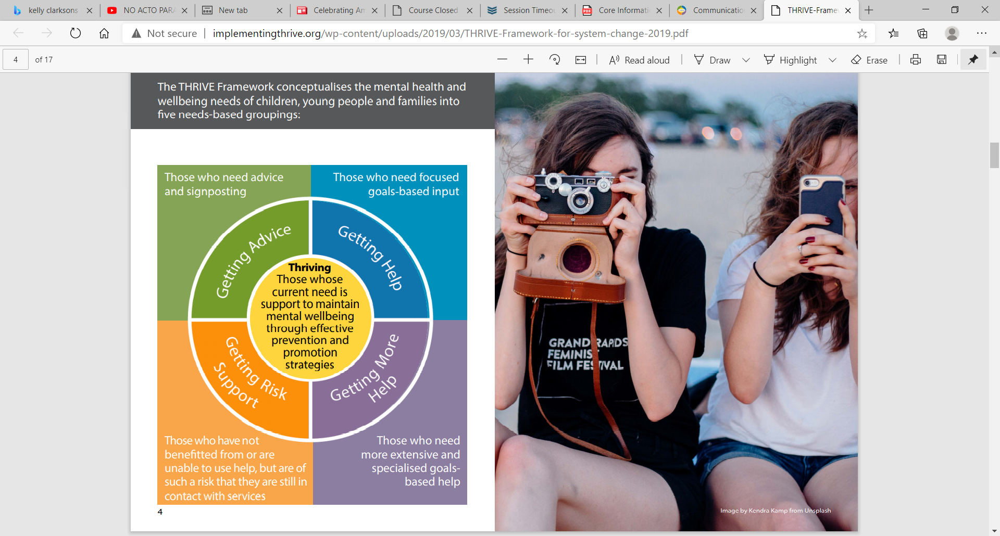 kelly clarksons
NO ACTO PAR
New tab
Celebrating Am
Course Closed
Session Timeou
Core Informati
Communicatio
THRIVE-Frame
Not secure
implementingthrive.org/wp-content/uploads/2019/03/THRIVE-Framework-for-system-change-2019.pdf
4
of 17
Read aloud
Draw
Highlight
Erase
The THRIVE Framework conceptualises the mental health and
wellbeing needs of children, young people and families into
five needs-based groupings:
Those who need advice
and signposting
Those who need focused
goals-based input
Getting Advice
Getting Help
Thriving
Those whose
current need is
support to maintain
mental wellbeing
through effective
prevention and
promotion
strategies
Getting Risk
Support
Getting More
Help
Those who have not
benefitted from or are
unable to use help, but are of
such a risk that they are still in
contact with services
Those who need
more extensive and
specialised goals-
based help
4
GRAND RAPIDS
FEMINIST
FILM FESTIVAL
Image by Kendra Kamp from Unsplash
PDF